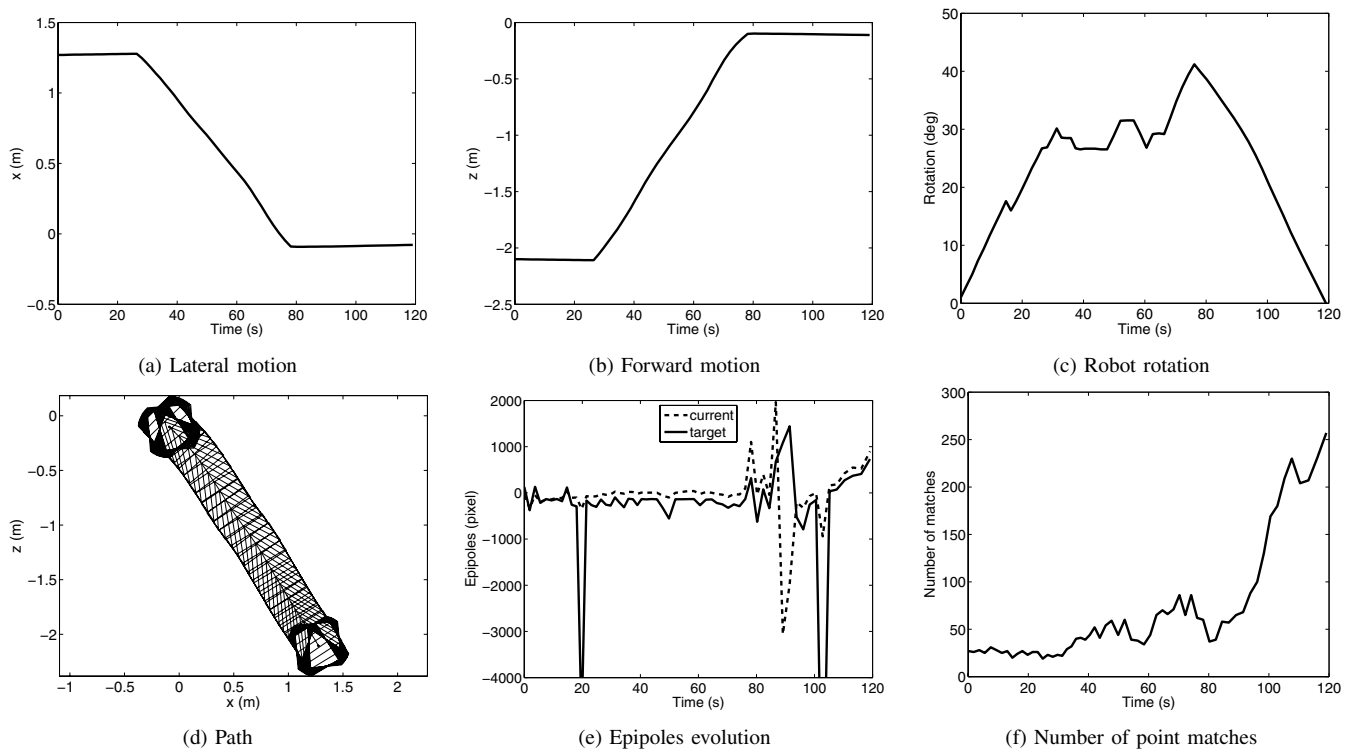 1.5
1
0.5
0
−0.5
x (m)
0 20 40 60 80 100 120
Time (s)
(a) Lateral motion
0
−0.5
−1
−1.5
−2
−2.5
z (m)
0 20 40 60 80 100 120
Time (s)
(b) Forward motion
50
40
30
20
10
0
Rotation (deg)
0 20 40 60 80 100 120
Time (s)
(c) Robot rotation
0
−0.5
−1
−1.5
−2
z (m)
−1 −0.5 0 0.5 1 1.5 2
x (m)
(d) Path
2000
1000
0
−1000
−2000
−3000
−4000
Epipoles (pixel)
current
target
0 20 40 60 80 100 120
Time (s)
(e) Epipoles evolution
300
250
200
150
100
50
0
Number of matches
0 20 40 60 80 100 120
Time (s)
(f) Number of point matches